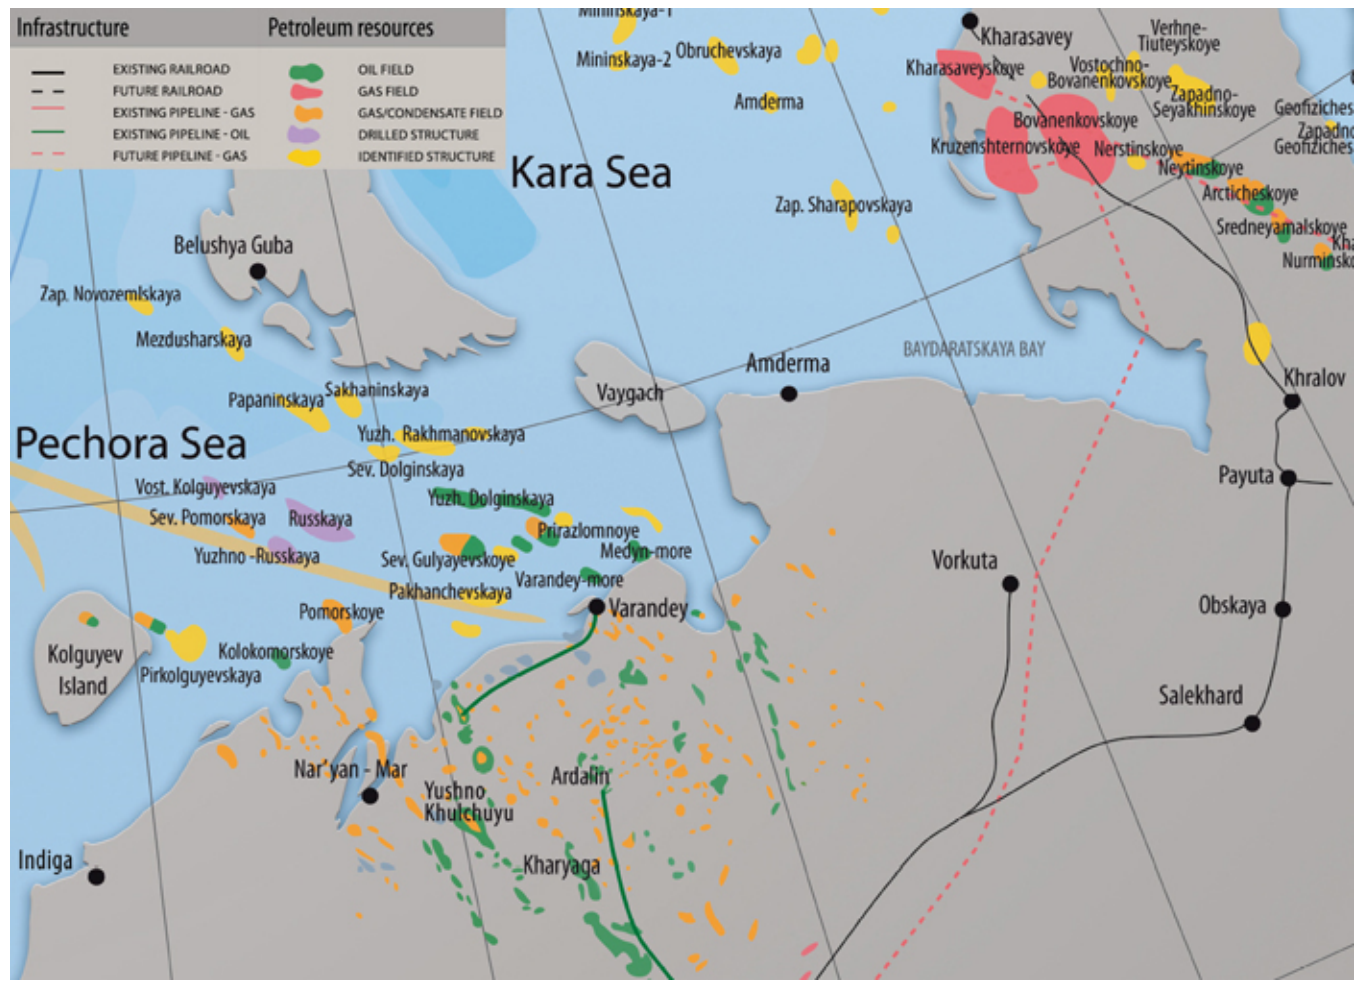 Infrastructure
Petroleum resources
EXISTING RAILROAD
OIL FIELD
FUTURE RAILROAD
GAS FIELD
EXISTING PIPELINE - GAS
GAS/CONDENSATE FIELD
EXISTING PIPELINE - OIL
DRILLED STRUCTURE
FUTURE PIPELINE - GAS
IDENTIFIED STRUCTURE
Mininskaya-1
Mininskaya-2
Obruchevskaya
Amderma
Kharasavey
Kharasaveyskoye
Verhne-
Tiuteyskoye
Vostochno-
Bovanenkovskoye
Zapadno-
Seyakhinskoye
Bovanenkovskoye
Kruzenshternovskoye
Nerstinskoye
Neytinskoye
Arcticheskoye
Sredneyamalskoye
Kara Sea
Zap. Sharapovskaya
Belushya Guba
Zap. Novozemlskaya
Mezdusharskaya
Papaninskaya
Sakhaninskaya
Vaygach
Amderma
BAYDARATSKAYA BAY
Khralov
Pechora Sea
Yuzh. Rakhmanovskaya
Sev. Dolginskaya
Payuta
Vost. Kolguyevskaya
Yuzh. Dolginskaya
Sev. Pomorskaya
Russkaya
Prirazlomnoye
Yuzhno -Russkaya
Sev. Gulyayevskoye
Medyn-more
Vorkuta
Varandey-more
Pakhanchevskaya
Pomorskoye
Varandey
Obskaya
Kolguyev
Island
Kolokomorskoye
Pirkolguyevskaya
Salekhard
Nar'yan - Mar
Ardalin
Yushno
Khulchuyu
Indiga
Kharyaga